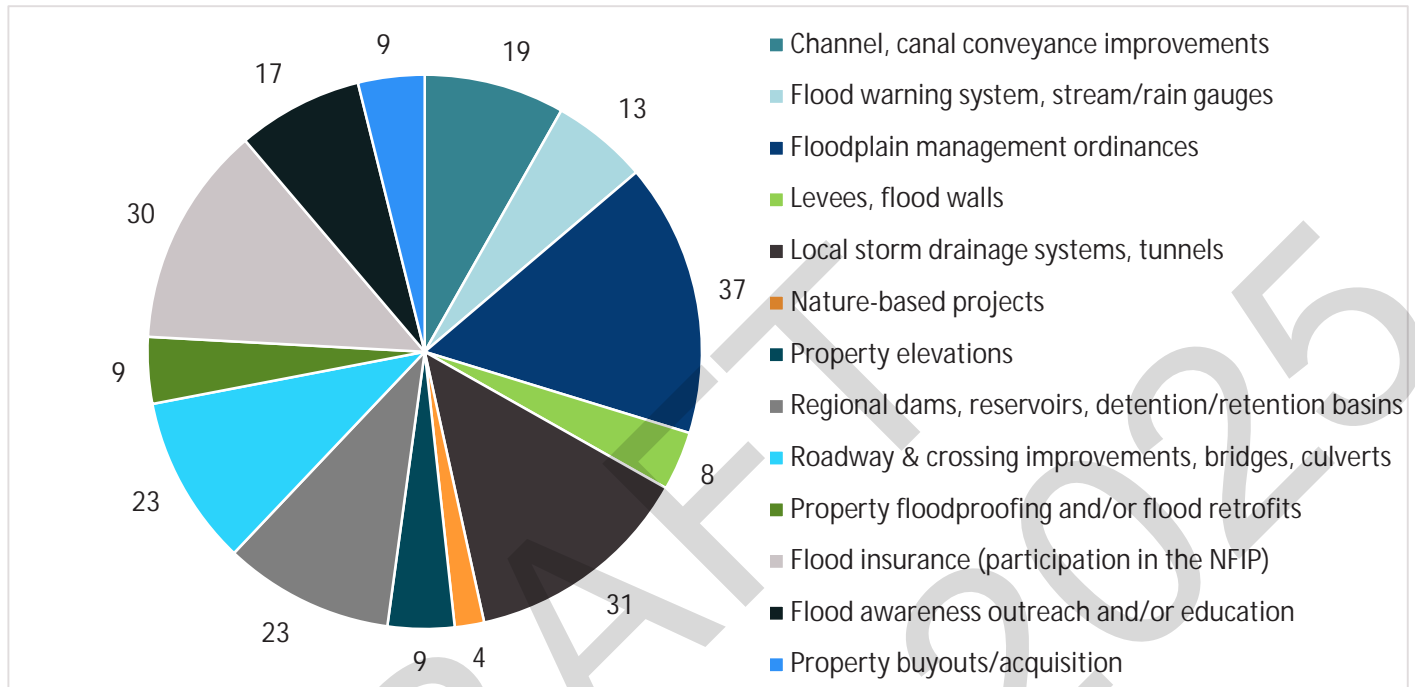 9
19
17
13
30
37
9
8
23
31
23
9
4
Channel, canal conveyance improvements
Flood warning system, stream/rain gauges
Floodplain management ordinances
Levees, flood walls
Local storm drainage systems, tunnels
Nature-based projects
Property elevations
Regional dams, reservoirs, detention/retention basins
Roadway & crossing improvements, bridges, culverts
Property floodproofing and/or flood retrofits
Flood insurance (participation in the NFIP)
Flood awareness outreach and/or education
Property buyouts/acquisition
DRAFT
2025